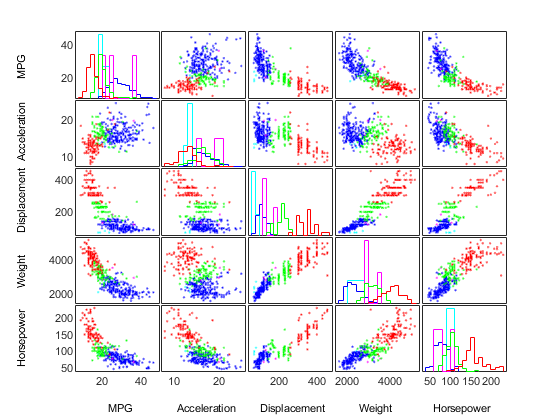 MPG
40
20
Acceleration
20
10
Displacement
400
200
Weight
4000
2000
Horsepower
200
150
100
50
20 40
10 20
200 400
2000 4000
50 100 150 200
MPG Acceleration Displacement Weight Horsepower